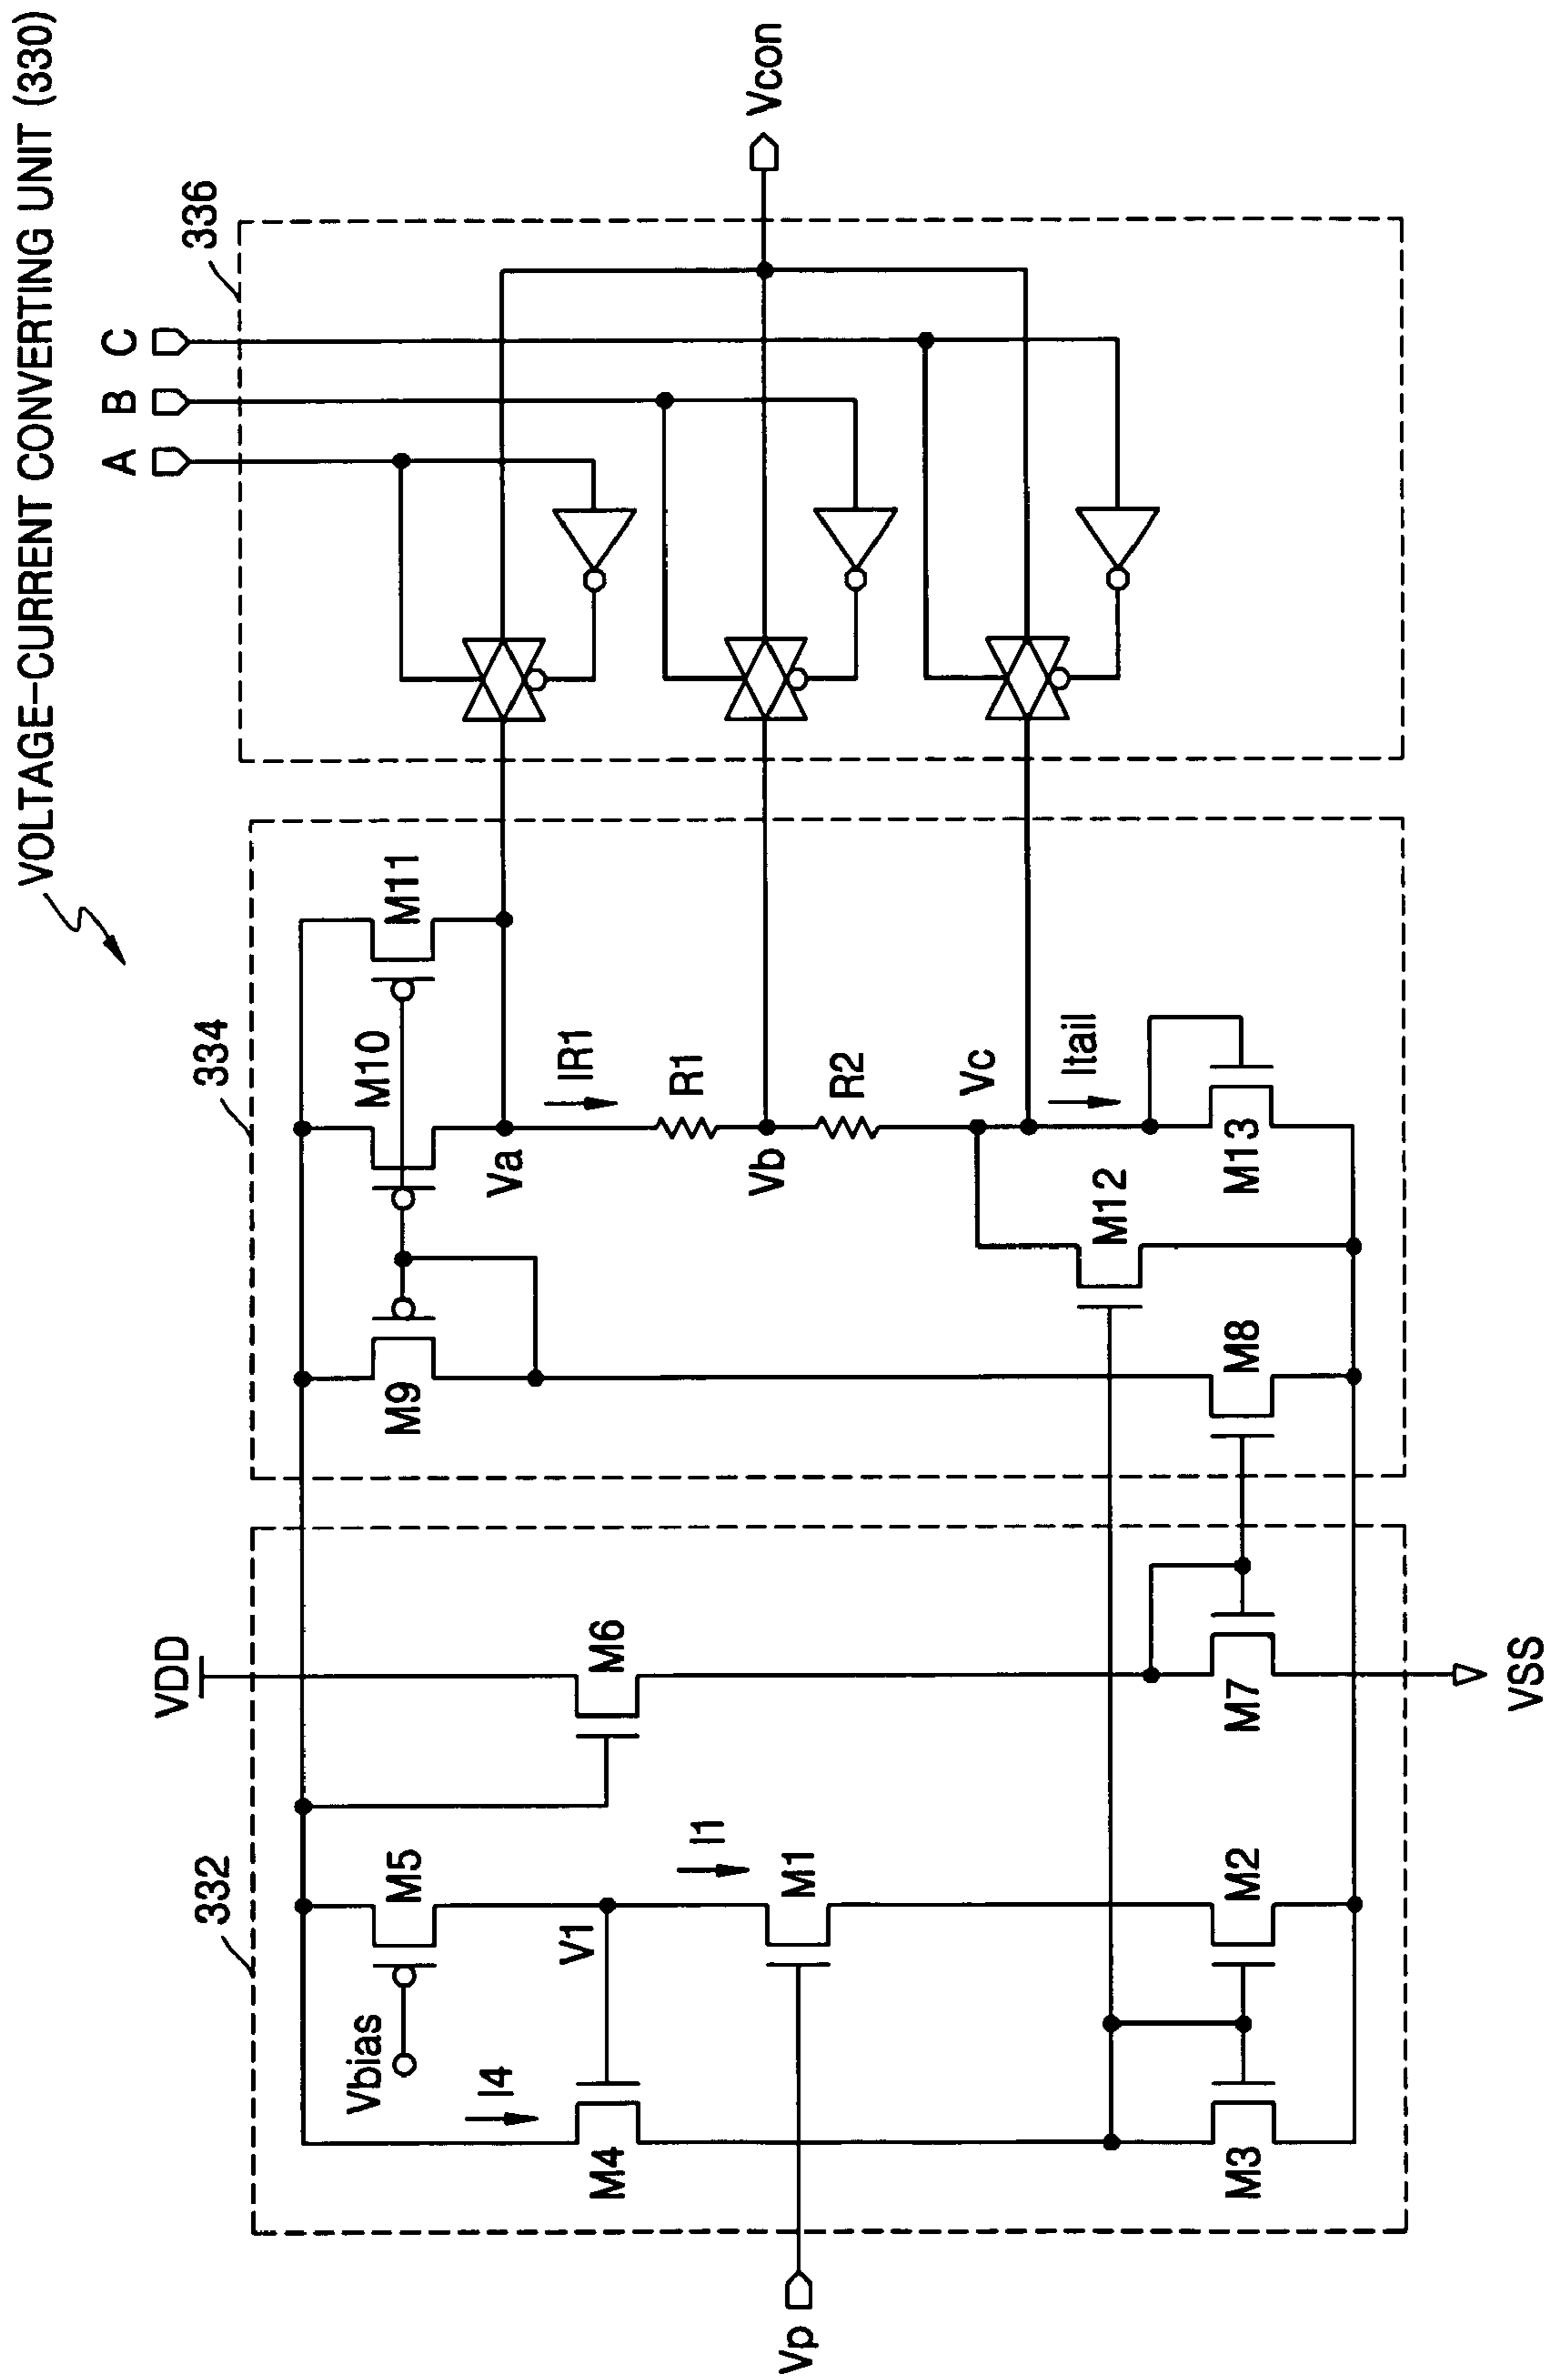 VOLTAGE-CURRENT CONVERTING UNIT (330)
332
334
336
VDD
A
B
C
Vbias
M5
M9
M10
M11
I4
V1
I1
M6
Va
IR1
M4
M1
R1
Vp
Vb
Vcon
R2
Vc
M12
Itail
M3
M2
M7
M8
M13
VSS